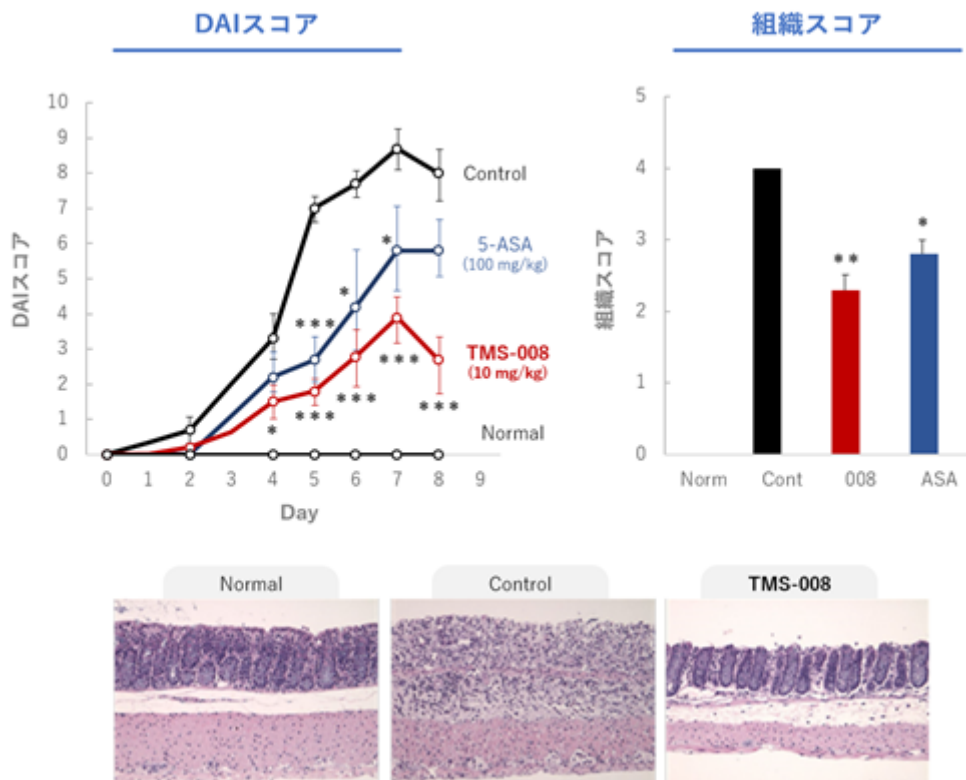 DAIスコア
組織スコア
DAIスコア
10
9
8
7
6
5
4
3
2
1
0
Control
5-ASA
(100 mg/kg)
TMS-008
(10 mg/kg)
Normal
*
***
***
*
***
*
***
***
0 1 2 3 4 5 6 7 8 9
Day
組織スコア
5
4
3
2
1
0
**
*
Norm Cont 008 ASA
Normal
Control
TMS-008